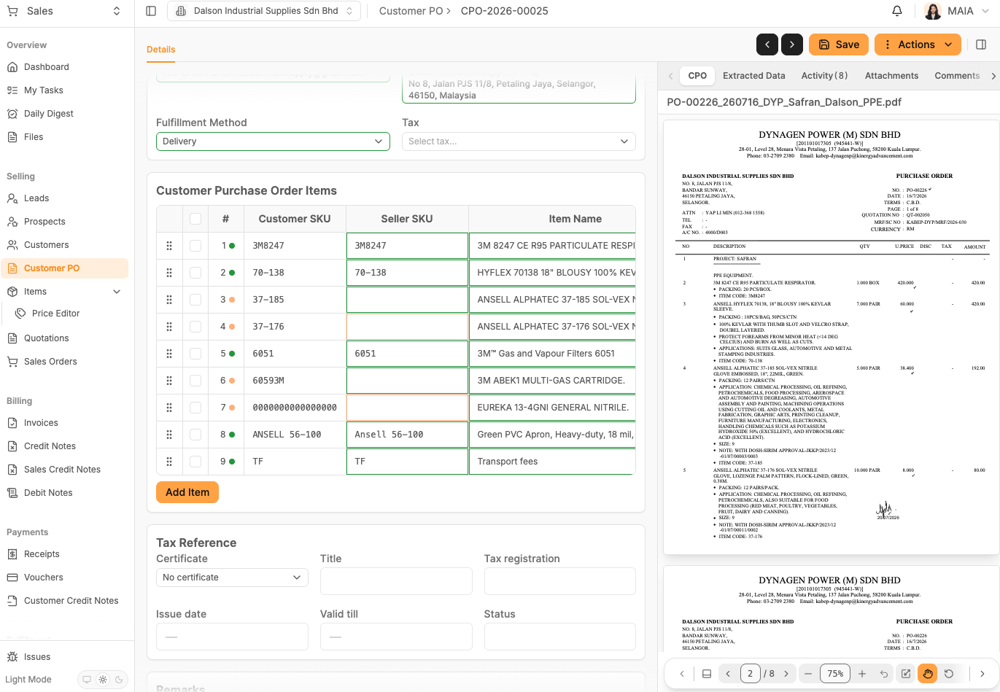 Sales
Dalson Industrial Supplies Sdn Bhd
Customer PO
CPO-2026-00025
MAIA
Overview
Dashboard
My Tasks
Daily Digest
Files
Selling
Leads
Prospects
Customers
Customer PO
Items
Price Editor
Quotations
Sales Orders
Billing
Invoices
Credit Notes
Sales Credit Notes
Debit Notes
Payments
Receipts
Vouchers
Customer Credit Notes
Issues
Light Mode
Details
Save
Actions
No 8, Jalan PJS 11/8, Petaling Jaya, Selangor,
46150, Malaysia
Fulfillment Method
Delivery
Tax
Select tax...
Customer Purchase Order Items
# Customer SKU Seller SKU Item Name
1 3M8247 3M8247 3M 8247 CE R95 PARTICULATE RESPI
2 70-138 70-138 HYFLEX 70138 18" BLOUSY 100% KEV
3 37-185 ANSELL ALPHATEC 37-185 SOL-VEX N
4 37-176 ANSELL ALPHATEC 37-176 SOL-VEX N
5 6051 6051 3M™ Gas and Vapour Filters 6051
6 60593M 3M ABEK1 MULTI-GAS CARTRIDGE.
7 0000000000000000 EUREKA 13-4GNI GENERAL NITRILE.
8 ANSELL 56-100 Ansell 56-100 Green PVC Apron, Heavy-duty, 18 mil,
9 TF TF Transport fees
Add Item
Tax Reference
Certificate
No certificate
Title
Tax registration
Issue date
Valid till
Status
Remarks
CPO
Extracted Data
Activity(8)
Attachments
Comments
PO-00226_260716_DYP_Safran_Dalson_PPE.pdf
DYNAGEN POWER (M) SDN BHD
[201101017305 (945441-W)]
28-01, Level 28, Menara Vista Petaling, 137 Jalan Puchong, 58200 Kuala Lumpur.
Phone: 03-2709 2380 Email: kabep-dynagenp@kinergyadvancement.com
DALSON INDUSTRIAL SUPPLIES SDN BHD
NO. 8, JALAN PJS 11/8,
BANDAR SUNWAY,
46150 PETALING JAYA,
SELANGOR.
ATTN : YAP LI MIN (012-368 1558)
TEL : -
FAX : -
A/C NO. : 4000/D003
PURCHASE ORDER
NO. : PO-00226
DATE : 16/7/2026
TERMS : C.B.D.
PAGE : 1 of 8
QUOTATION NO : QT-002050
MRF/SC NO : KABEP-DYP/MRF/2026-030
CURRENCY : RM
NO DESCRIPTION QTY U.PRICE DISC TAX AMOUNT
1 PROJECT: SAFRAN - -
PPE EQUIPMENT.
2 3M 8247 CE R95 PARTICULATE RESPIRATOR. 1.000 BOX 420.000 - 420.00
• PACKING: 20 PCS/BOX.
• ITEM CODE: 3M8247
3 ANSELL HYFLEX 70138, 18" BLOUSY 100% KEVLAR 7.000 PAIR 60.000 - 420.00
SLEEVE.
• PACKING : 10PCS/BAG, 50PCS/CTN
• 100% KEVLAR WITH THUMB SLOT AND VELCRO STRAP,
DOUBEL LAYERED.
• PROTECT FOREARMS FROM MINOR HEAT (<14 DEG
CELCIUS) AND BURN AS WELL AS CUTS.
• APPLICATIONS: SUITS GLASS, AUTOMOTIVE AND METAL
STAMPING INDUSTRIES.
• ITEM CODE: 70-138
4 ANSELL ALPHATEC 37-185 SOL-VEX NITRILE 5.000 PAIR 38.400 - 192.00
GLOVE EMBOSSED, 18", 22MIL, GREEN.
• PACKING: 12 PAIRS/CTN
• APPLICATION: CHEMICAL PROCESSING, OIL REFINING,
PETROCHEMICALS, FOOD PROCESSING, AREROSPACE
AND AUTOMOTIVE DEGREASING, AUTOMOTIVE
ASSEMBLY AND PAINTING, MACHINING OPERATIONS
USING CUTTING OIL AND COOLANTS, METAL
FABRICATION, GRAPHIC ARTS, PRINTING CLEANUP,
FURNITURE MANUFACTURING, ELECTRONICS,
HANDLING CHEMICALS SUCH AS POTASSIUM
HYDROXIDE 50% (EXCELLENT), AND HYDROCHLORIC
ACID (EXCELLENT).
• SIZE: 9
• NOTE: WITH DOSH-SIRIM APPROVAL-JKKP/2023/12
-01/07/00003/0003
• ITEM CODE: 37-185
5 ANSELL ALPHATEC 37-176 SOL-VEX NITRILE 10.000 PAIR 8.000 - 80.00
GLOVE, LOZENGE PALM PATTERN, FLOCK-LINED, GREEN,
0.38M.
• PACKING: 12 PAIRS/PACK.
• APPLICATION: CHEMICAL PROCESSING, OIL REFINING,
PETROCHEMICALS, ALSO SUITABLE FOR FOOD
PROCESSING (RED MEAT, POULTRY, VEGETABLES,
FRUIT, DAIRY AND CANNING).
• SIZE: 9
• NOTE: WITH DOSH-SIRIM APPROVAL-JKKP/2023/12
-01/07/00011/0002
• ITEM CODE: 37-176
20/07/2026
DYNAGEN POWER (M) SDN BHD
[201101017305 (945441-W)]
28-01, Level 28, Menara Vista Petaling, 137 Jalan Puchong, 58200 Kuala Lumpur.
Phone: 03-2709 2380 Email: kabep-dynagenp@kinergyadvancement.com
DALSON INDUSTRIAL SUPPLIES SDN BHD
NO. 8, JALAN PJS 11/8,
BANDAR SUNWAY,
46150 PETALING JAYA,
SELANGOR.
PURCHASE ORDER
NO. : PO-00226
DATE : 16/7/2026
TERMS : C.B.D.
2 / 8
75%